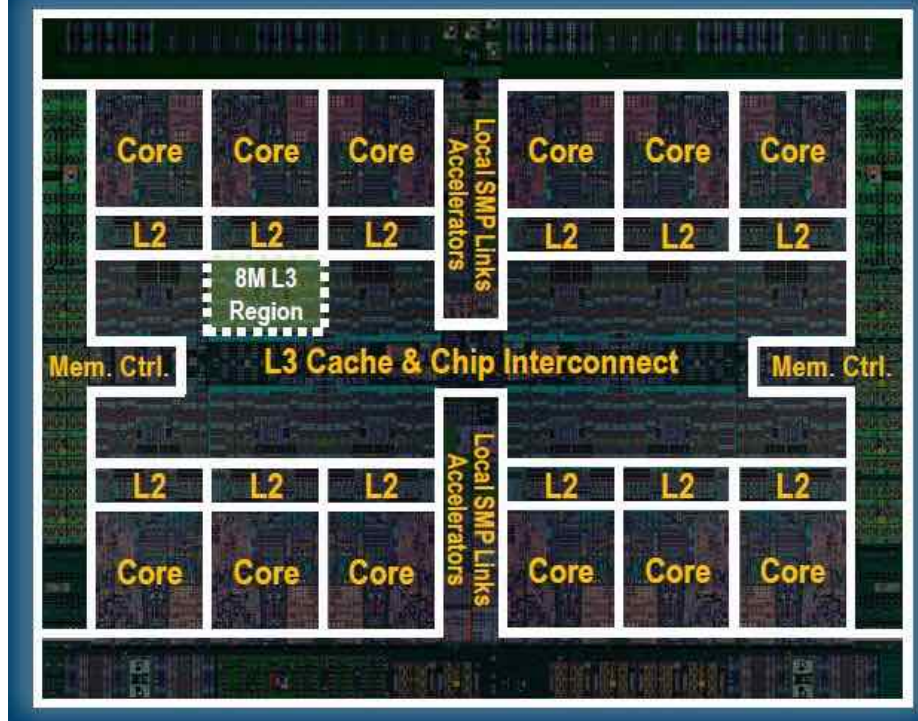 Core
Core
Core
Local SMP Links
Accelerators
Core
Core
Core
L2
L2
L2
L2
L2
L2
8M L3
Region
Mem. Ctrl.
L3 Cache & Chip Interconnect
Mem. Ctrl.
L2
L2
L2
Local SMP Links
Accelerators
L2
L2
L2
Core
Core
Core
Core
Core
Core